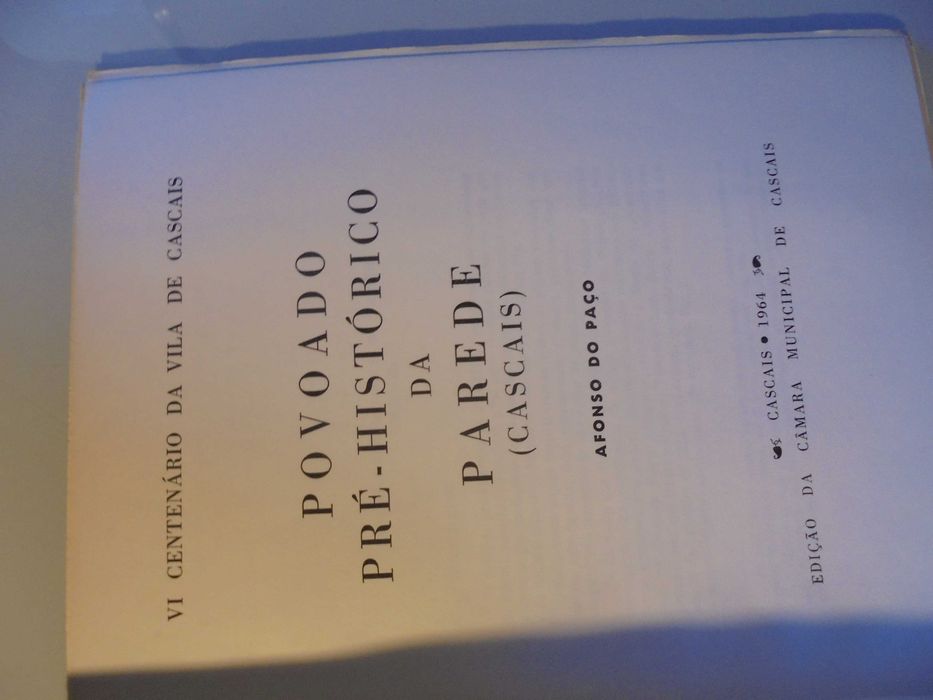 VI CENTENÁRIO DA VILA DE CASCAIS
POVOADO
PRÉ-HISTÓRICO
DA
PAREDE
(CASCAIS)
AFONSO DO PAÇO
CASCAIS • 1964
EDIÇÃO DA CÂMARA MUNICIPAL DE CASCAIS